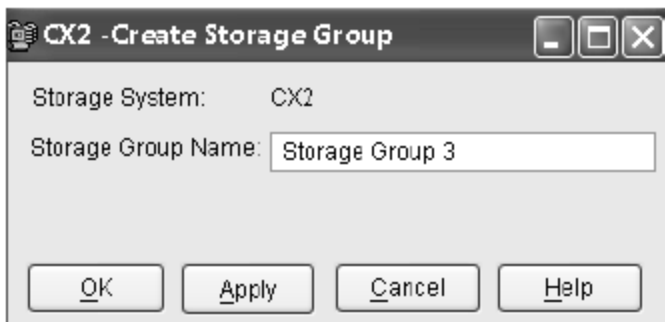 CX2 -Create Storage Group
Storage System: CX2
Storage Group Name: Storage Group 3
OK Apply Cancel Help